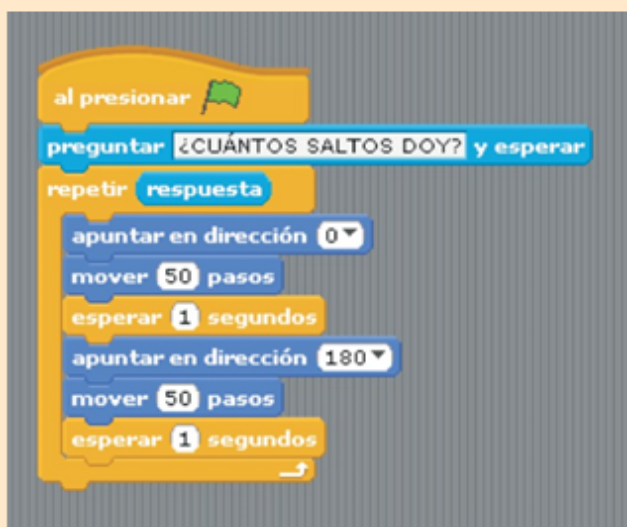 al presionar
preguntar ¿CUÁNTOS SALTOS DOY? y esperar
repetir respuesta
apuntar en dirección 0
mover 50 pasos
esperar 1 segundos
apuntar en dirección 180
mover 50 pasos
esperar 1 segundos